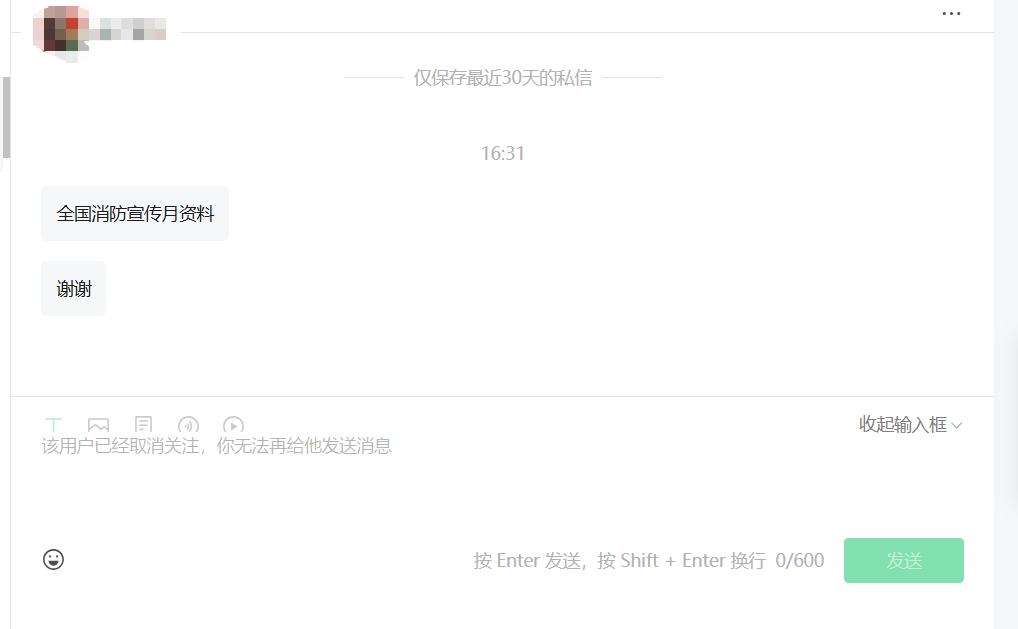 仅保存最近30天的私信
16:31
全国消防宣传月资料
谢谢
收起输入框
该用户已经取消关注，你无法再给他发送消息
按 Enter 发送，按 Shift + Enter 换行 0/600
发送